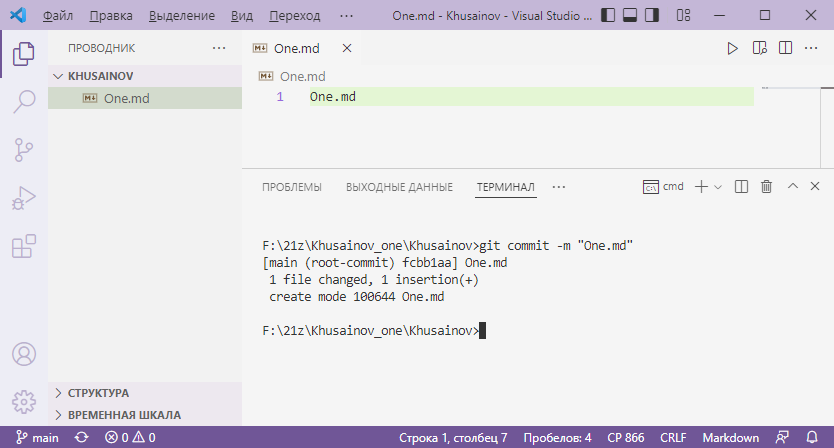 Файл Правка Выделение Вид Переход ··· One.md - Khusainov - Visual Studio ...
ПРОВОДНИК ···
KHUSAINOV
One.md
One.md
···
One.md
1 One.md
ПРОБЛЕМЫ ВЫХОДНЫЕ ДАННЫЕ ТЕРМИНАЛ ··· cmd
F:\21z\Khusainov_one\Khusainov>git commit -m "One.md"
[main (root-commit) fcbb1aa] One.md
1 file changed, 1 insertion(+)
create mode 100644 One.md
F:\21z\Khusainov_one\Khusainov>
СТРУКТУРА
ВРЕМЕННАЯ ШКАЛА
main 0 0 Строка 1, столбец 7 Пробелов: 4 CP 866 CRLF Markdown